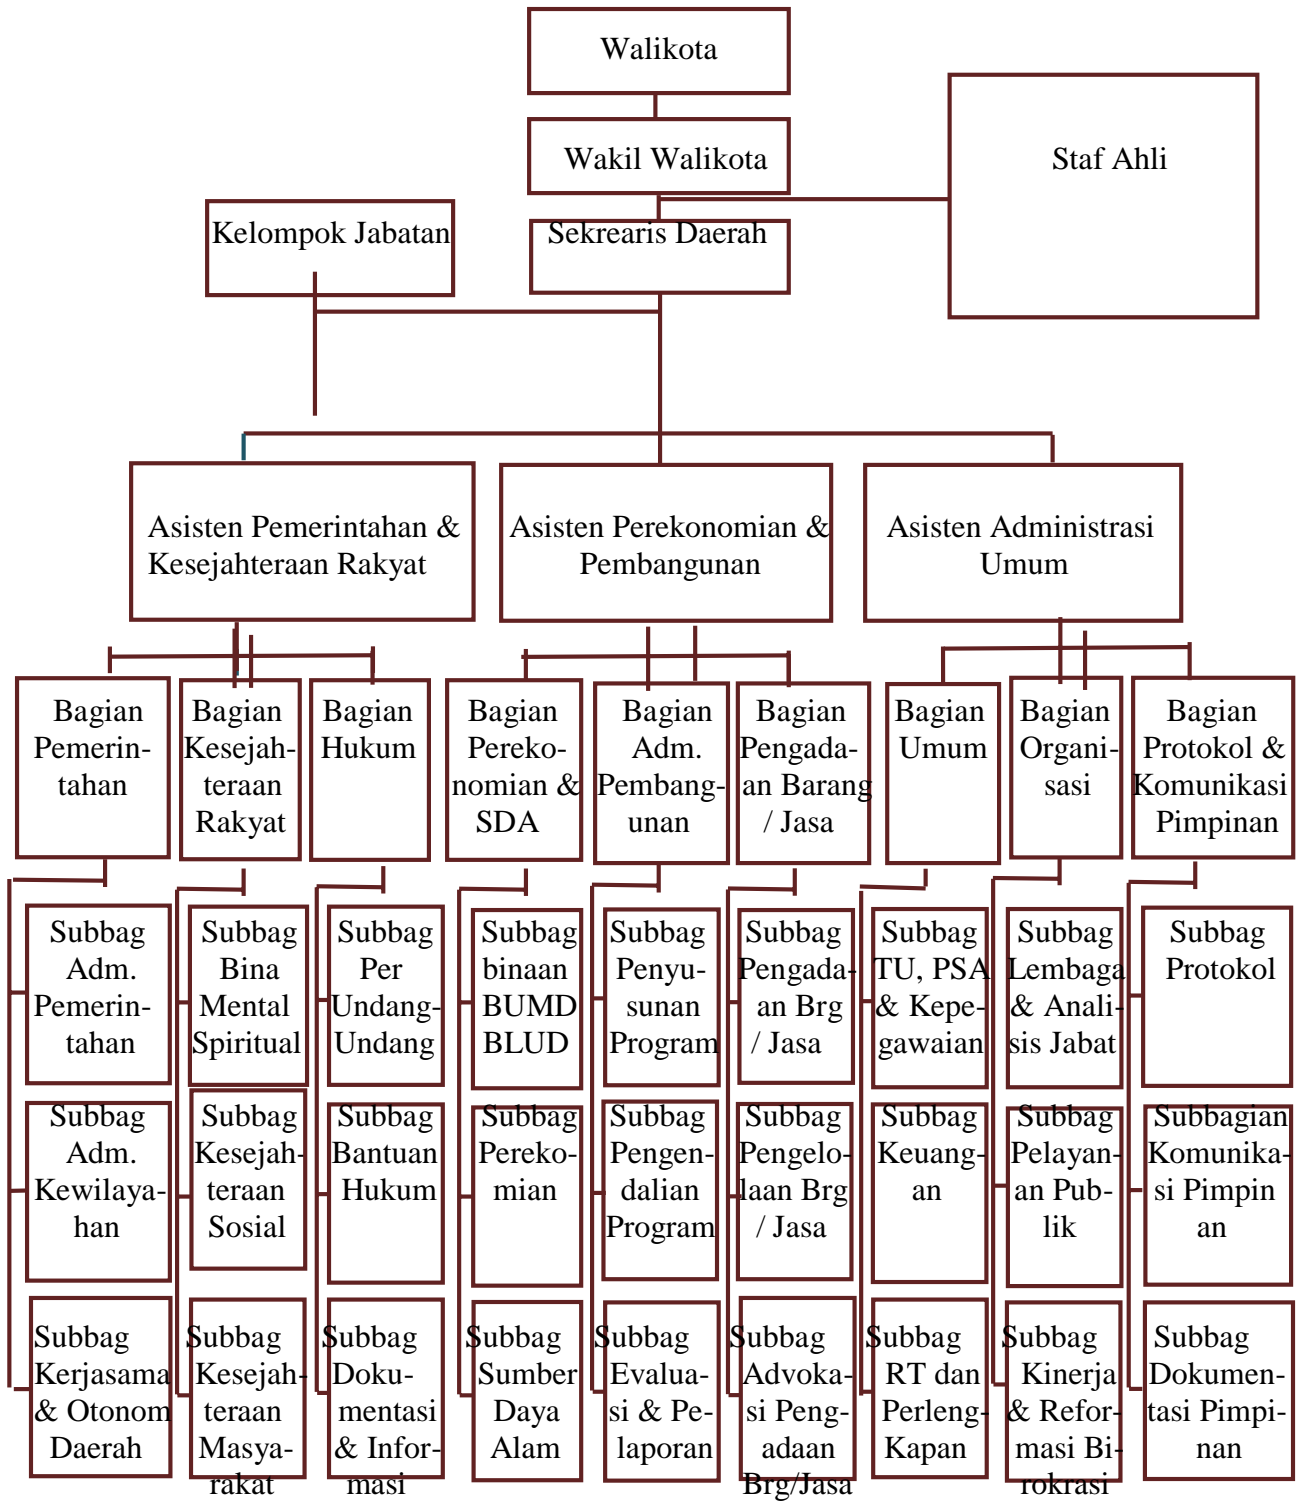 Walikota
Wakil Walikota
Staf Ahli
Kelompok Jabatan
Sekrearis Daerah
Asisten Pemerintahan &
Kesejahteraan Rakyat
Asisten Perekonomian &
Pembangunan
Asisten Administrasi
Umum
Bagian
Pemerin-
tahan
Bagian
Kesejah-
teraan
Rakyat
Bagian
Hukum
Bagian
Pereko-
nomian &
SDA
Bagian
Adm.
Pembang-
unan
Bagian
Pengada-
an Barang
/ Jasa
Bagian
Umum
Bagian
Organi-
sasi
Bagian
Protokol &
Komunikasi
Pimpinan
Subbag
Adm.
Pemerin-
tahan
Subbag
Bina
Mental
Spiritual
Subbag
Per
Undang-
Undang
Subbag
binaan
BUMD
BLUD
Subbag
Penyu-
sunan
Program
Subbag
Pengada-
an Brg
/ Jasa
Subbag
TU, PSA
& Kepe-
gawaian
Subbag
Lembaga
& Anali-
sis Jabat
Subbag
Protokol
Subbag
Adm.
Kewilaya-
han
Subbag
Kesejah-
teraan
Sosial
Subbag
Bantuan
Hukum
Subbag
Pereko-
mian
Subbag
Pengen-
dalian
Program
Subbag
Pengelo-
laan Brg
/ Jasa
Subbag
Keuang-
an
Subbag
Pelayan-
an Pub-
lik
Subbagian
Komunika-
si Pimpin
an
Subbag
Kerjasama
& Otonom
Daerah
Subbag
Kesejah-
teraan
Masya-
rakat
Subbag
Doku-
mentasi
& Infor-
masi
Subbag
Sumber
Daya
Alam
Subbag
Evalua-
si & Pe-
laporan
Subbag
Advoka-
si Peng-
adaan
Brg/Jasa
Subbag
RT dan
Perleng-
Kapan
Subbag
Kinerja
& Refor-
masi Bi-
rokrasi
Subbag
Dokumen-
tasi Pimpi-
nan